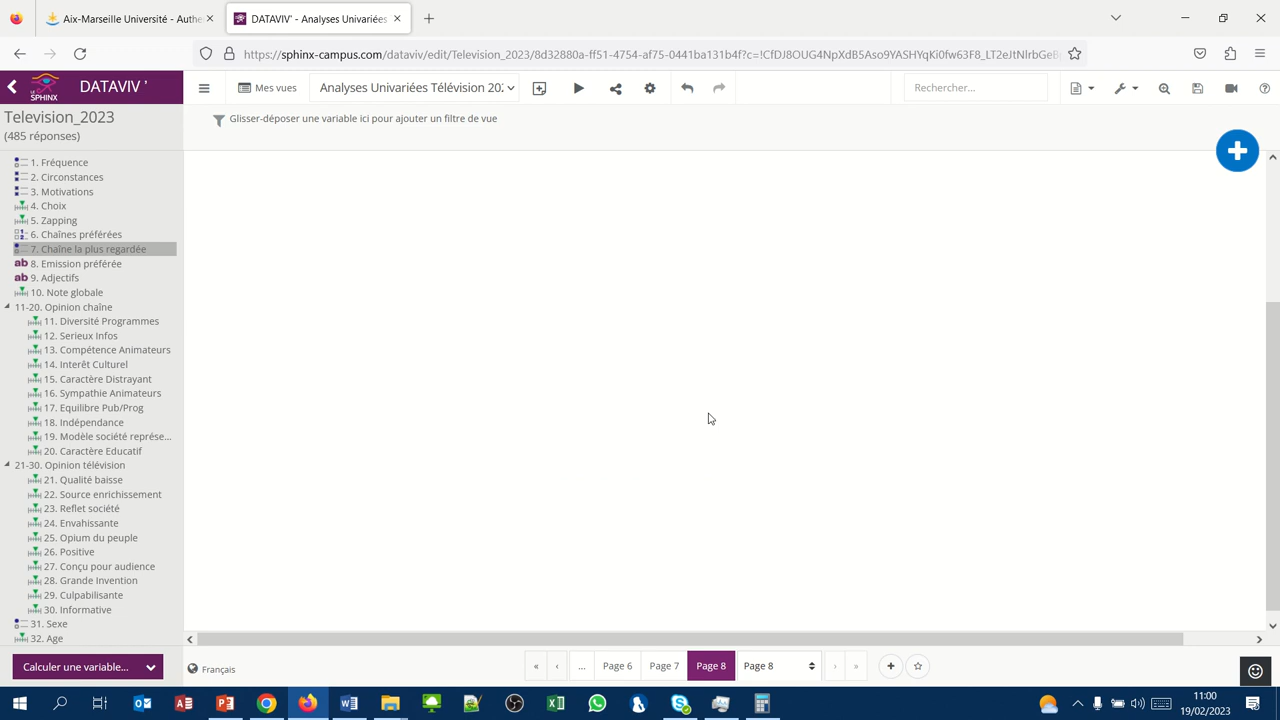 Aix-Marseille Université - Authe
DATAVIV' - Analyses Univariées
https://sphinx-campus.com/dataviv/edit/Television_2023/8d32880a-ff51-4754-af75-0441ba131b4f?c=!CfDJ8OUG4NpXdB5Aso9YASHYqKi0fw63F8_LT2eJtNlrbGeB
LE SPHINX
DATAVIV '
Mes vues
Analyses Univariées Télévision 202
Rechercher...
Television_2023
(485 réponses)
Glisser-déposer une variable ici pour ajouter un filtre de vue
1. Fréquence
2. Circonstances
3. Motivations
4. Choix
5. Zapping
6. Chaînes préférées
7. Chaîne la plus regardée
ab 8. Emission préférée
ab 9. Adjectifs
10. Note globale
11-20. Opinion chaîne
11. Diversité Programmes
12. Serieux Infos
13. Compétence Animateurs
14. Interêt Culturel
15. Caractère Distrayant
16. Sympathie Animateurs
17. Equilibre Pub/Prog
18. Indépendance
19. Modèle société représe...
20. Caractère Educatif
21-30. Opinion télévision
21. Qualité baisse
22. Source enrichissement
23. Reflet société
24. Envahissante
25. Opium du peuple
26. Positive
27. Conçu pour audience
28. Grande Invention
29. Culpabilisante
30. Informative
31. Sexe
32. Age
Calculer une variable...
Français
« ‹ ... Page 6 Page 7 Page 8 Page 8 › »
11:00
19/02/2023